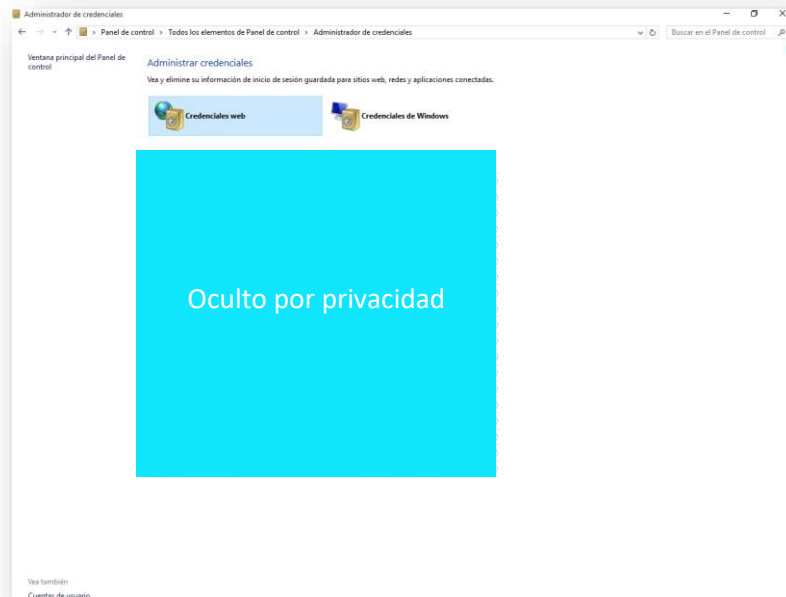 Administrador de credenciales
Panel de control > Todos los elementos de Panel de control > Administrador de credenciales
Buscar en el Panel de control
Ventana principal del Panel de
control
Administrar credenciales
Vea y elimine su información de inicio de sesión guardada para sitios web, redes y aplicaciones conectadas.
Credenciales web
Credenciales de Windows
Oculto por privacidad
Vea también
Cuentas de usuario